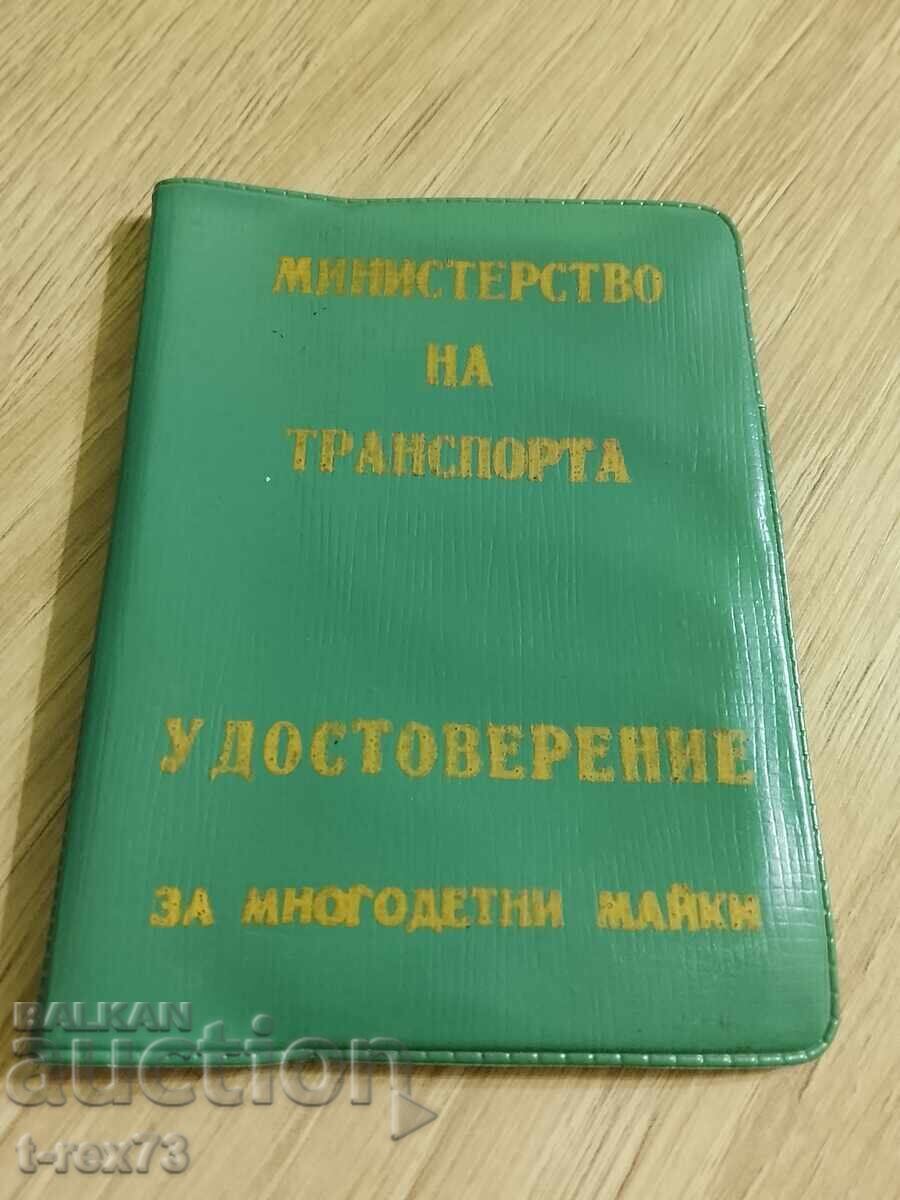 МИНИСТЕРСТВО
НА
ТРАНСПОРТА
УДОСТОВЕРЕНИЕ
ЗА МНОГОДЕТНИ МАЙКИ
BALKAN
auction
t-rex73